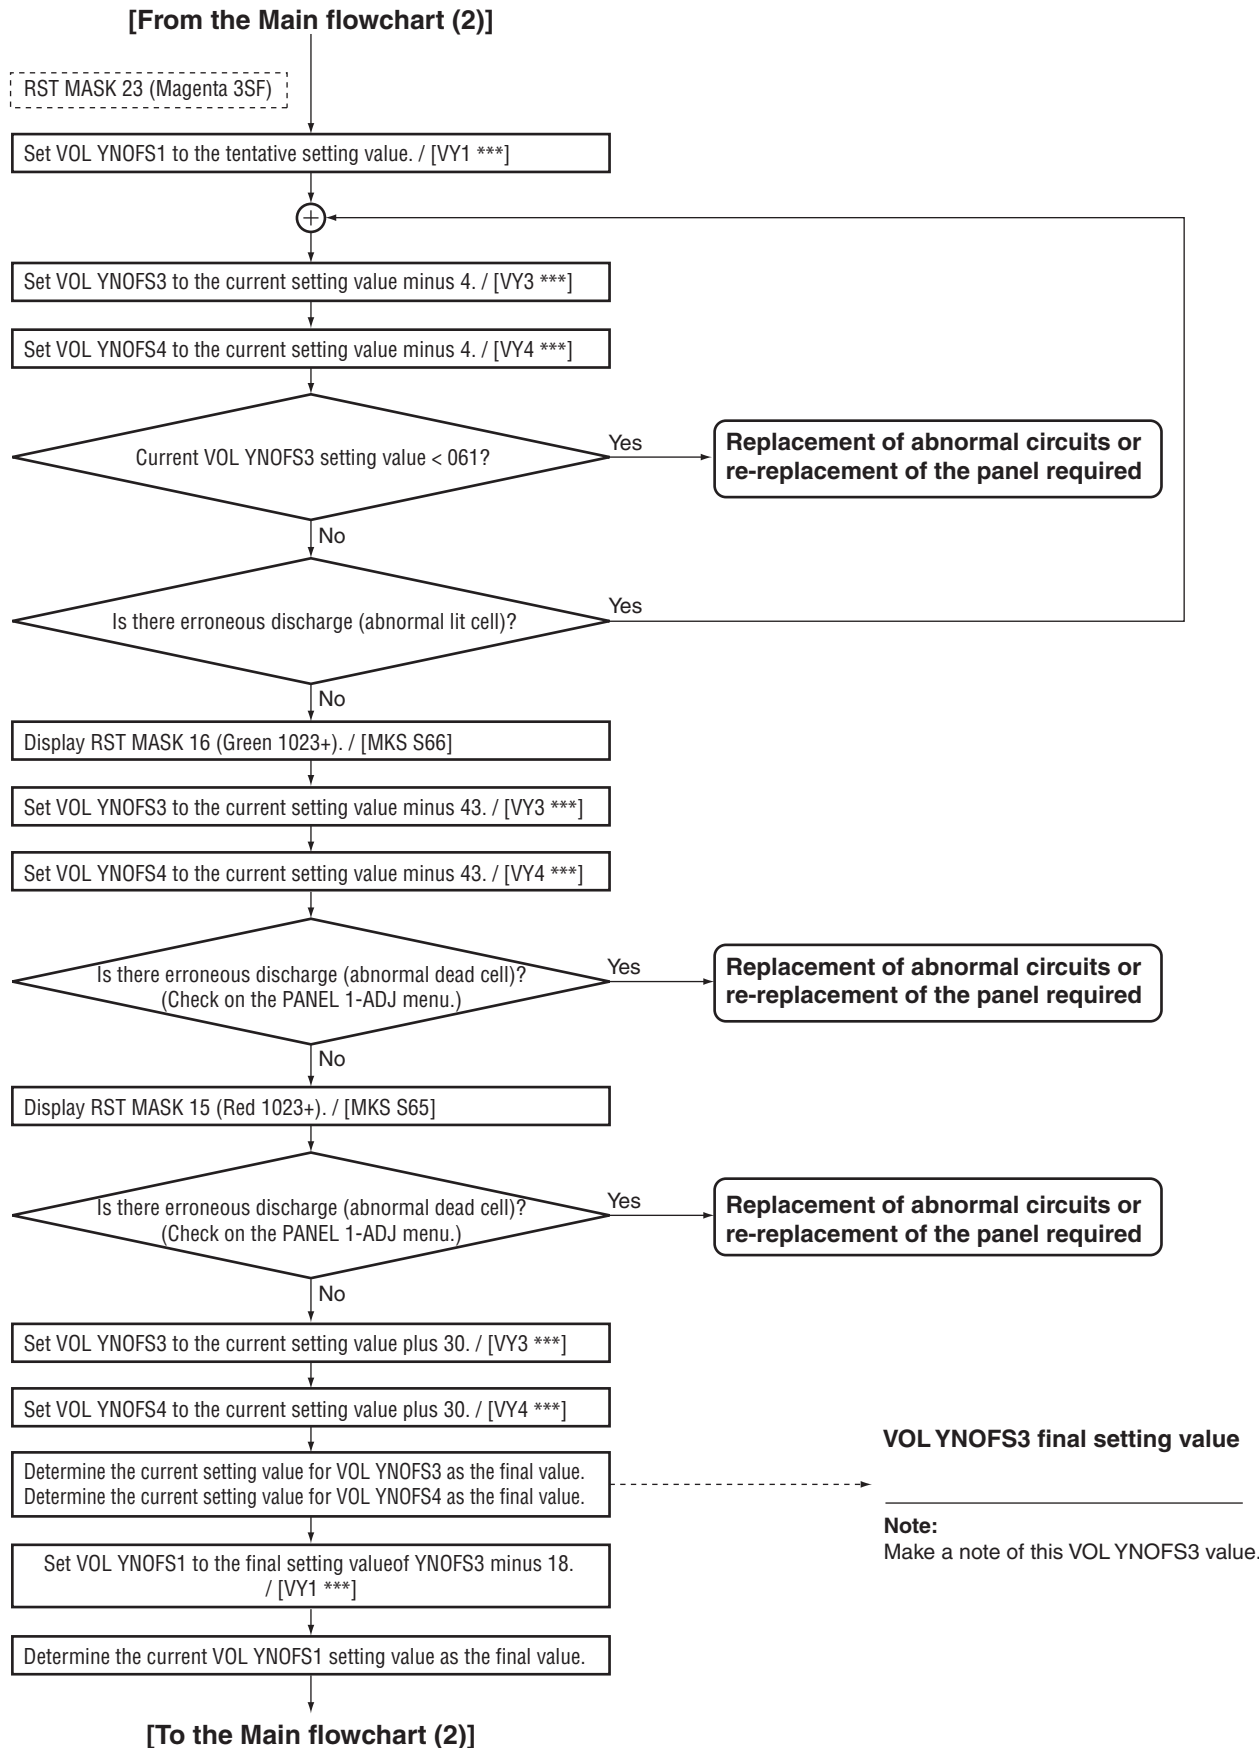 [From the Main flowchart (2)]
RST MASK 23 (Magenta 3SF)
Set VOL YNOFS1 to the tentative setting value. / [VY1 ***]
Set VOL YNOFS3 to the current setting value minus 4. / [VY3 ***]
Set VOL YNOFS4 to the current setting value minus 4. / [VY4 ***]
Current VOL YNOFS3 setting value < 061?
Yes
Replacement of abnormal circuits or
re-replacement of the panel required
No
Is there erroneous discharge (abnormal lit cell)?
Yes
No
Display RST MASK 16 (Green 1023+). / [MKS S66]
Set VOL YNOFS3 to the current setting value minus 43. / [VY3 ***]
Set VOL YNOFS4 to the current setting value minus 43. / [VY4 ***]
Is there erroneous discharge (abnormal dead cell)?
(Check on the PANEL 1-ADJ menu.)
Yes
Replacement of abnormal circuits or
re-replacement of the panel required
No
Display RST MASK 15 (Red 1023+). / [MKS S65]
Is there erroneous discharge (abnormal dead cell)?
(Check on the PANEL 1-ADJ menu.)
Yes
Replacement of abnormal circuits or
re-replacement of the panel required
No
Set VOL YNOFS3 to the current setting value plus 30. / [VY3 ***]
Set VOL YNOFS4 to the current setting value plus 30. / [VY4 ***]
Determine the current setting value for VOL YNOFS3 as the final value.
Determine the current setting value for VOL YNOFS4 as the final value.
VOL YNOFS3 final setting value
Note:
Make a note of this VOL YNOFS3 value.
Set VOL YNOFS1 to the final setting valueof YNOFS3 minus 18.
/ [VY1 ***]
Determine the current VOL YNOFS1 setting value as the final value.
[To the Main flowchart (2)]